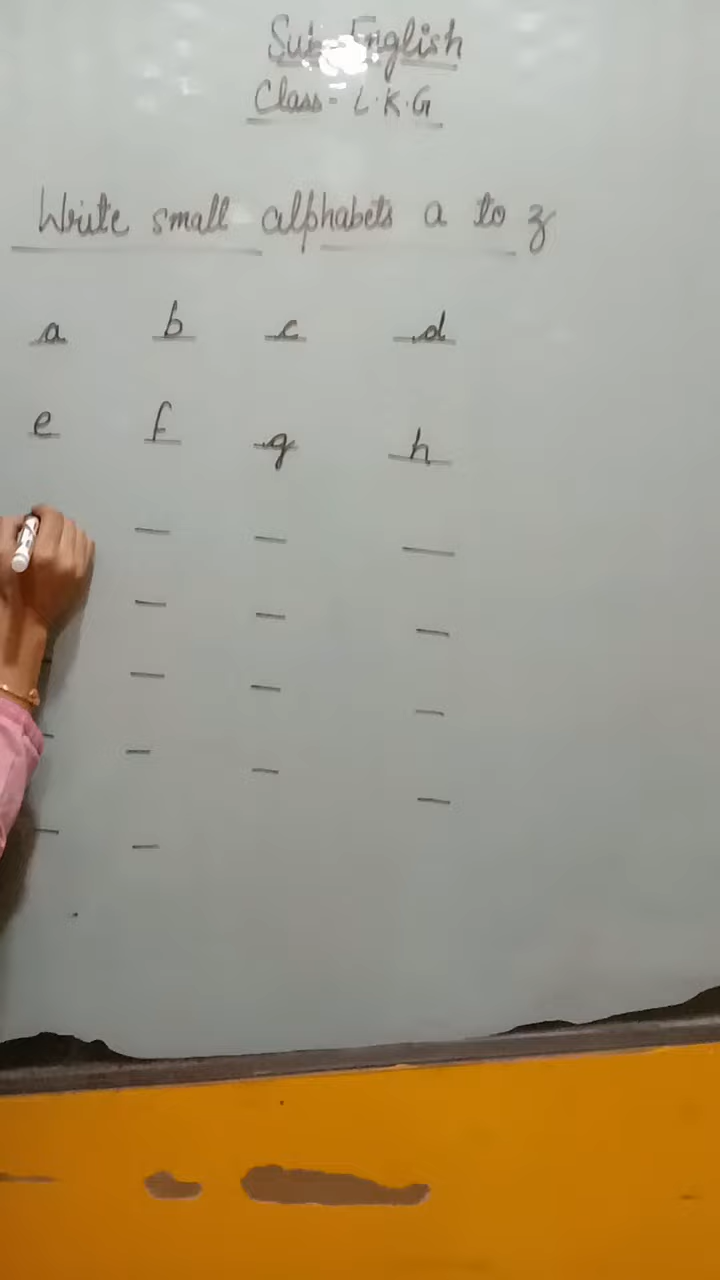 Sub-English
Class- L.K.G
Write small alphabets a to z
a b c d
e f g h